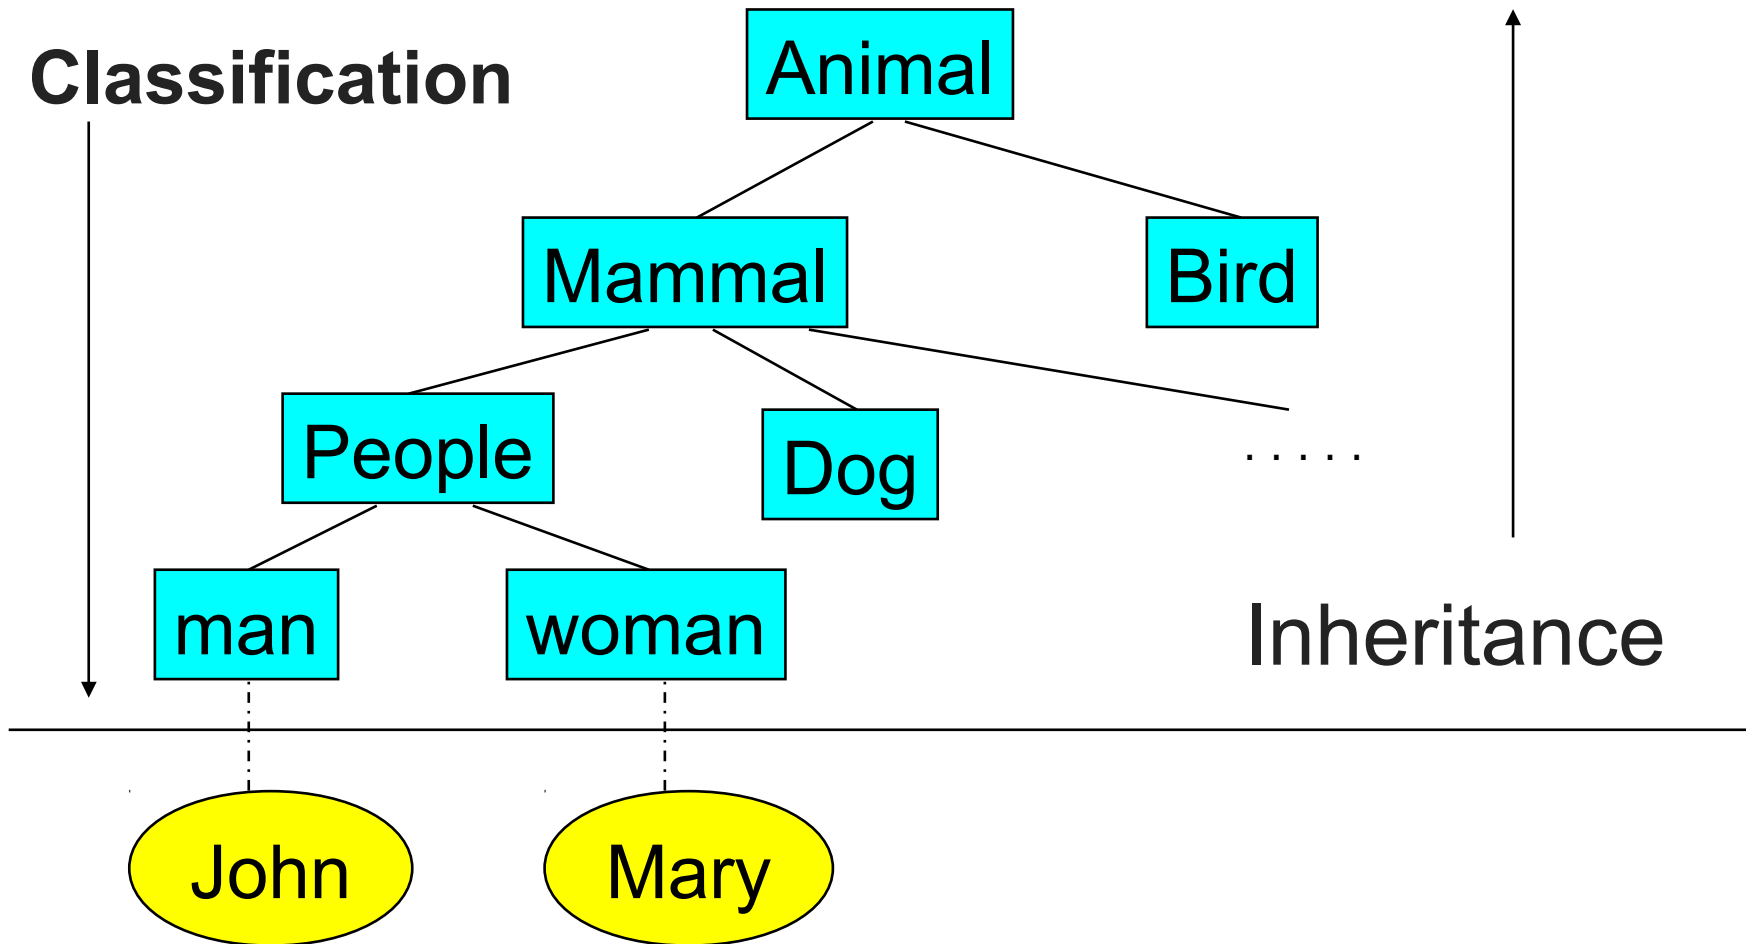 Animal
Classification
Mammal
Bird
People
Dog
. . . . .
man
woman
Inheritance
John
Mary